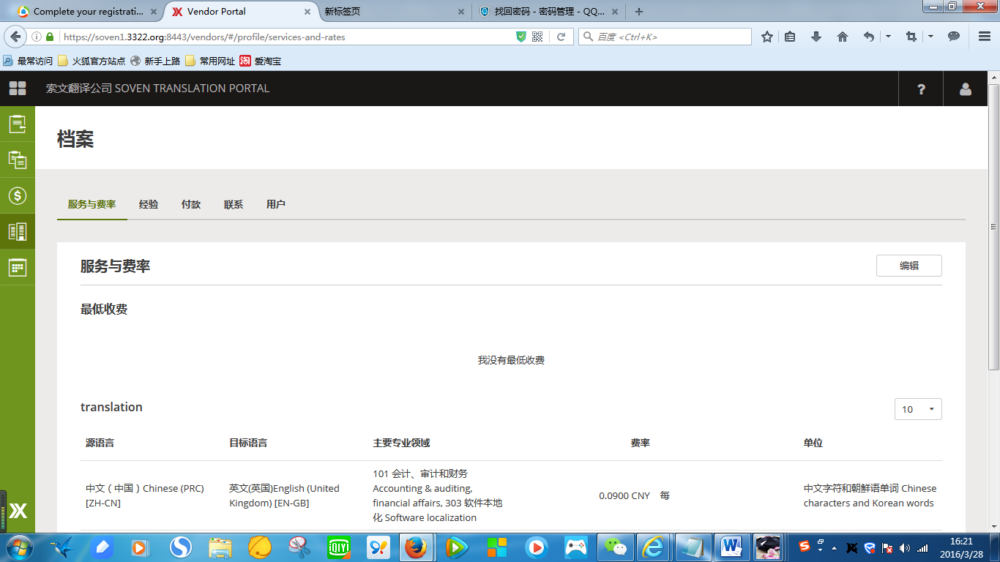 Complete your registrati...
Vendor Portal
新标签页
找回密码 - 密码管理 - QQ...
https://soven1.3322.org:8443/vendors/#/profile/services-and-rates
百度 <Ctrl+K>
最常访问 火狐官方站点 新手上路 常用网址 淘 爱淘宝
索文翻译公司 SOVEN TRANSLATION PORTAL
?
档案
服务与费率 经验 付款 联系 用户
服务与费率
编辑
最低收费
我没有最低收费
translation
10
源语言 目标语言 主要专业领域 费率 单位
中文（中国）Chinese (PRC)
[ZH-CN]
英文(英国)English (United
Kingdom) [EN-GB]
101 会计、审计和财务
Accounting & auditing,
financial affairs, 303 软件本地
化 Software localization
0.0900 CNY 每
中文字符和朝鲜语单词 Chinese
characters and Korean words
iQIYI
16:21
2016/3/28